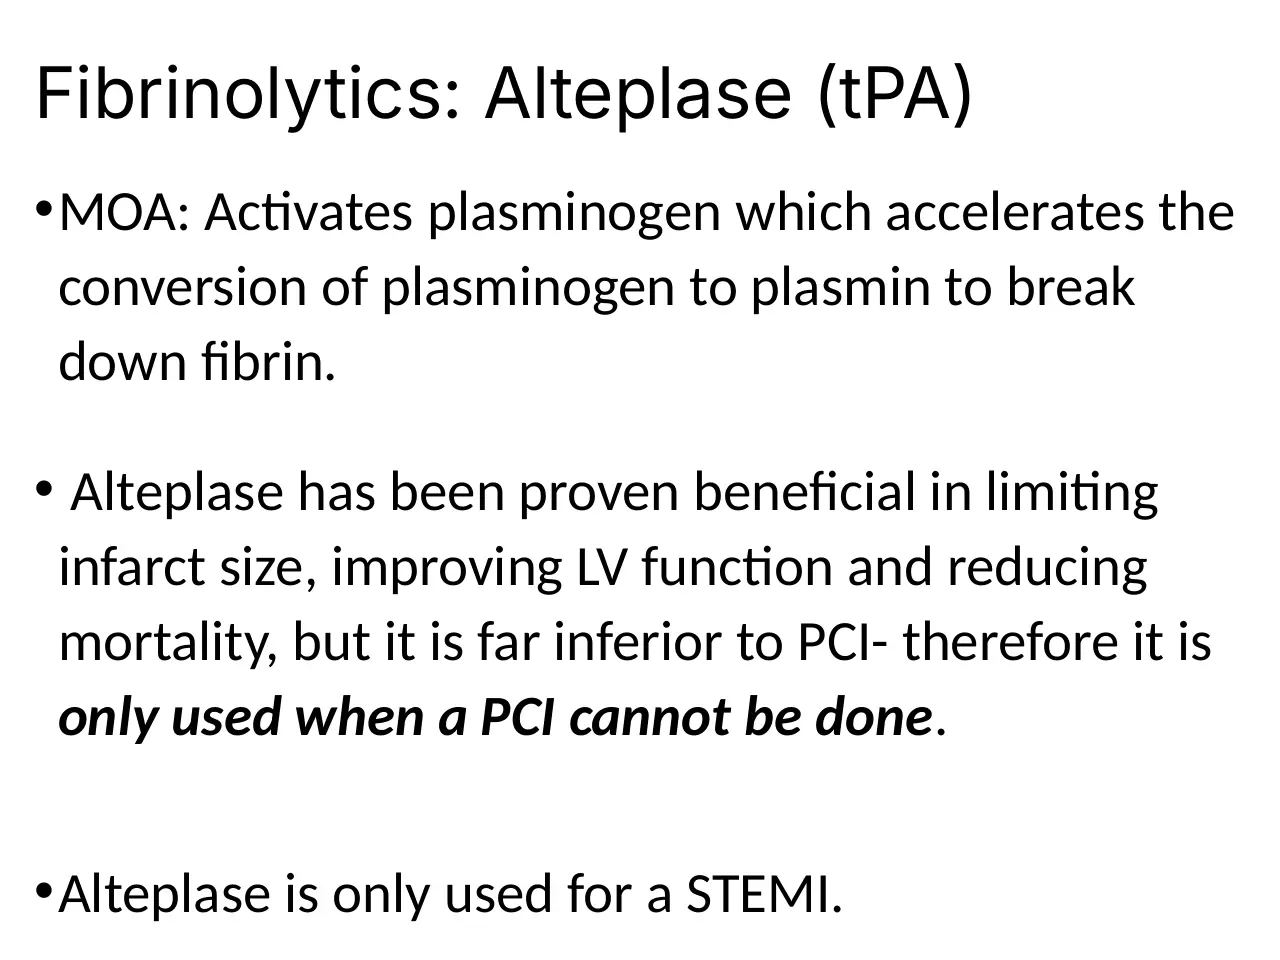 Fibrinolytics: Alteplase (tPA)
•MOA: Activates plasminogen which accelerates the
conversion of plasminogen to plasmin to break
down fibrin.
• Alteplase has been proven beneficial in limiting
infarct size, improving LV function and reducing
mortality, but it is far inferior to PCI- therefore it is
only used when a PCI cannot be done.
•Alteplase is only used for a STEMI.